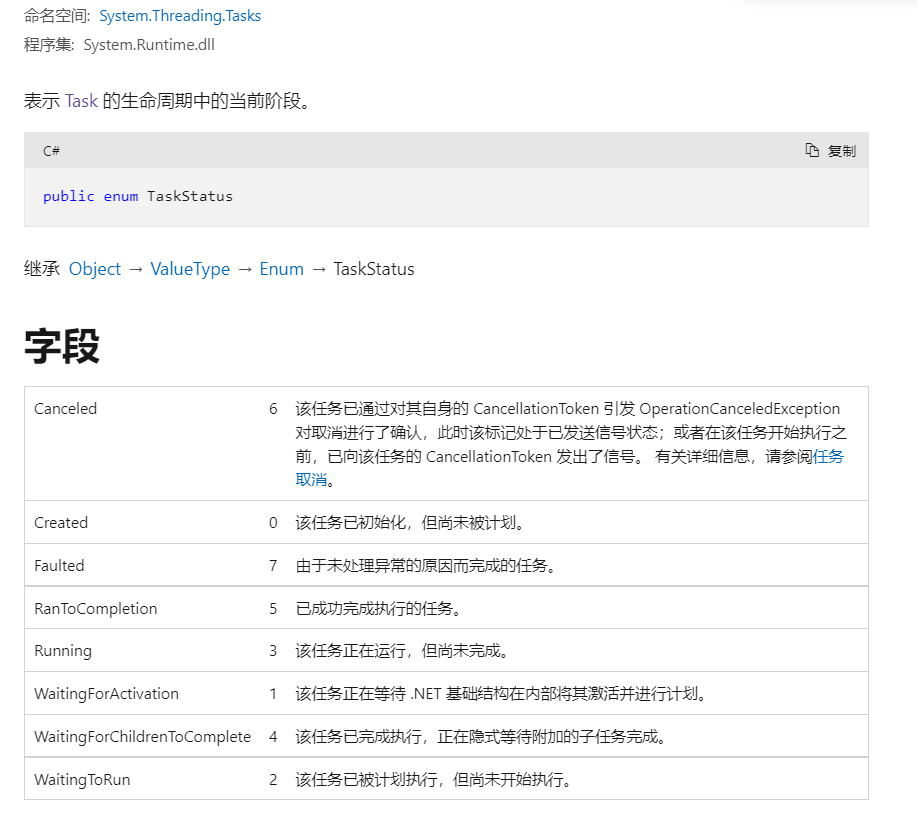 命名空间: System.Threading.Tasks
程序集: System.Runtime.dll
表示 Task 的生命周期中的当前阶段。
C# 复制
public enum TaskStatus
继承 Object → ValueType → Enum → TaskStatus
字段
Canceled 6 该任务已通过对其自身的 CancellationToken 引发 OperationCanceledException
对取消进行了确认，此时该标记处于已发送信号状态；或者在该任务开始执行之
前，已向该任务的 CancellationToken 发出了信号。 有关详细信息，请参阅任务
取消。
Created 0 该任务已初始化，但尚未被计划。
Faulted 7 由于未处理异常的原因而完成的任务。
RanToCompletion 5 已成功完成执行的任务。
Running 3 该任务正在运行，但尚未完成。
WaitingForActivation 1 该任务正在等待 .NET 基础结构在内部将其激活并进行计划。
WaitingForChildrenToComplete 4 该任务已完成执行，正在隐式等待附加的子任务完成。
WaitingToRun 2 该任务已被计划执行，但尚未开始执行。